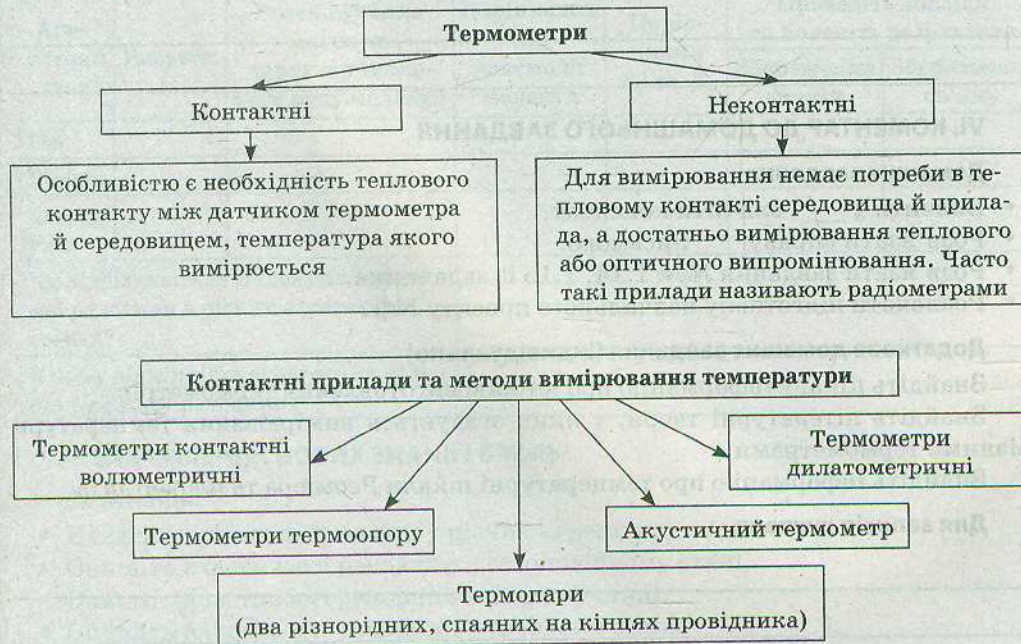 Термометри
Контактні
Неконтактні
Особливістю є необхідність теплового
контакту між датчиком термометра
й середовищем, температура якого
вимірюється
Для вимірювання немає потреби в те-
пловому контакті середовища й прила-
да, а достатньо вимірювання теплового
або оптичного випромінювання. Часто
такі прилади називають радіометрами
Контактні прилади та методи вимірювання температури
Термометри контактні
волюметричні
Термометри
дилатометричні
Термометри термоопору
Акустичний термометр
Термопари
(два різнорідних, спаяних на кінцях провідника)